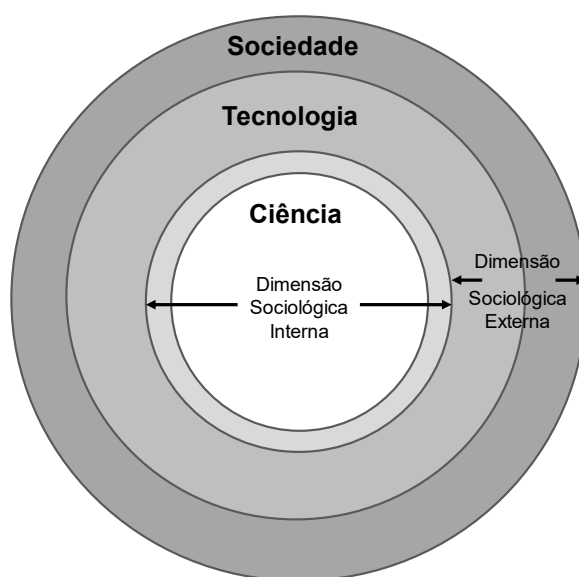 Sociedade
Tecnologia
Ciência
Dimensão
Sociológica
Interna
Dimensão
Sociológica
Externa